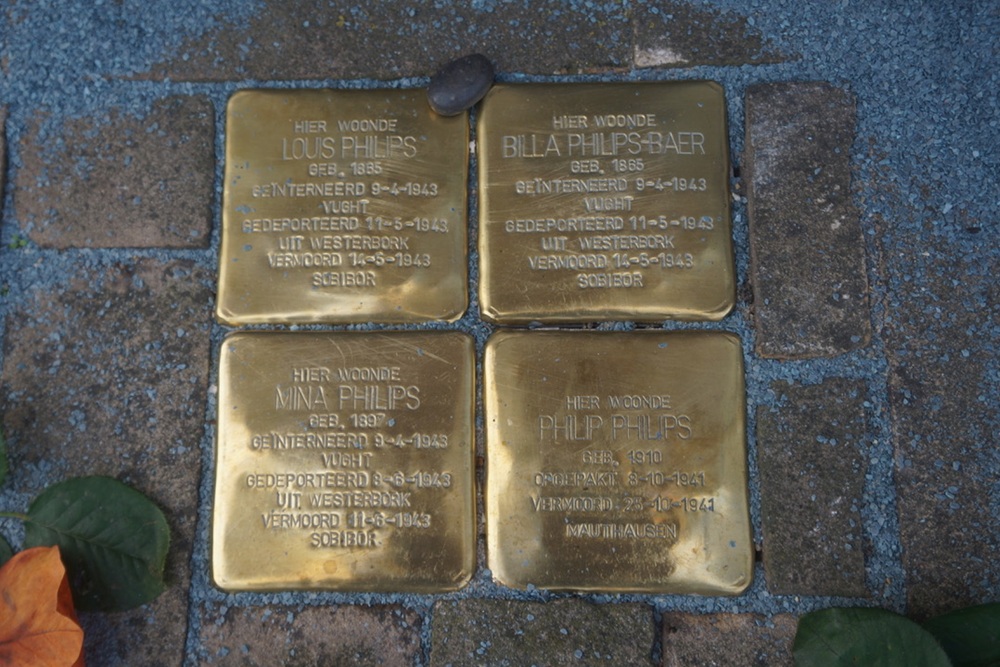 HIER WOONDE
LOUIS PHILIPS
GEB. 1885
GEÏNTERNEERD 9-4-1943
VUGHT
GEDEPORTEERD 11-5-1943
UIT WESTERBORK
VERMOORD 14-5-1943
SOBIBOR
HIER WOONDE
BILLA PHILIPS-BAER
GEB. 1885
GEÏNTERNEERD 9-4-1943
VUGHT
GEDEPORTEERD 11-5-1943
UIT WESTERBORK
VERMOORD 14-5-1943
SOBIBOR
HIER WOONDE
MINA PHILIPS
GEB. 1897
GEÏNTERNEERD 9-4-1943
VUGHT
GEDEPORTEERD 8-6-1943
UIT WESTERBORK
VERMOORD 11-6-1943
SOBIBOR
HIER WOONDE
PHILIP PHILIPS
GEB. 1910
OPGEPAKT 8-10-1941
VERMOORD 23-10-1941
MAUTHAUSEN